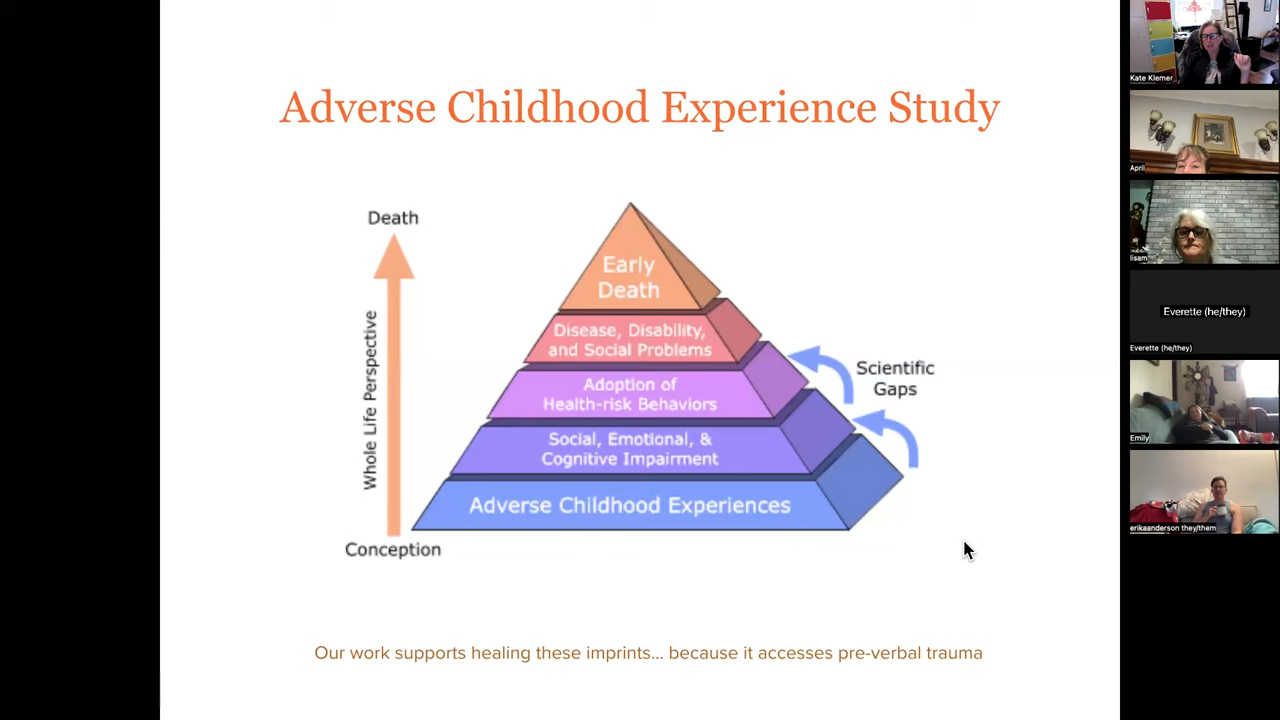 Adverse Childhood Experience Study
Death
Whole Life Perspective
Conception
Early
Death
Disease, Disability,
and Social Problems
Adoption of
Health-risk Behaviors
Social, Emotional, &
Cognitive Impairment
Adverse Childhood Experiences
Scientific
Gaps
Our work supports healing these imprints... because it accesses pre-verbal trauma
Kate Klemer
April
lisam
Everette (he/they)
Everette (he/they)
Emily
erikaanderson they/them